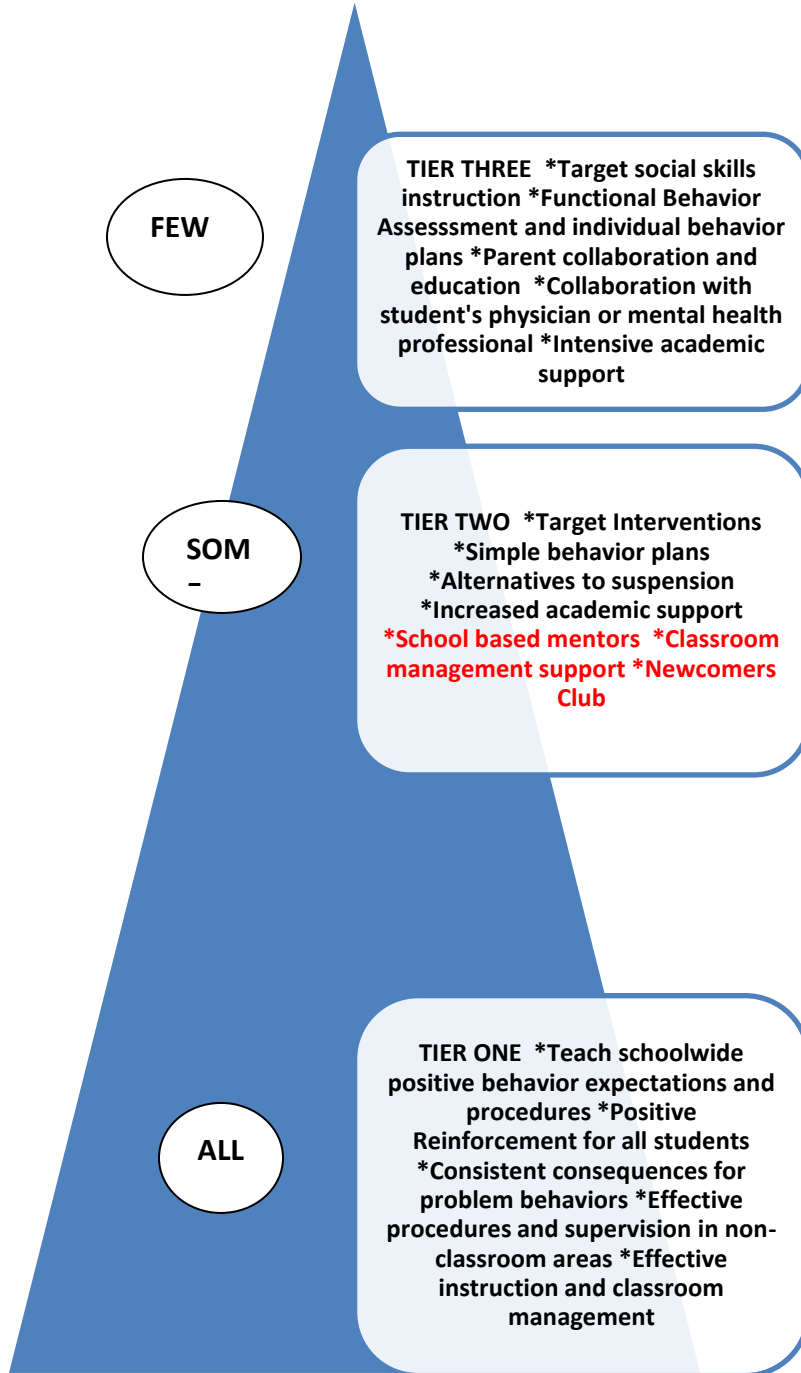 FEW
TIER THREE  *Target social skills
instruction *Functional Behavior
Assesssment and individual behavior
plans *Parent collaboration and
education  *Collaboration with
student's physician or mental health
professional *Intensive academic
support
SOM
TIER TWO  *Target Interventions
*Simple behavior plans
*Alternatives to suspension
*Increased academic support
*School based mentors  *Classroom
management support *Newcomers
Club
ALL
TIER ONE  *Teach schoolwide
positive behavior expectations and
procedures *Positive
Reinforcement for all students
*Consistent consequences for
problem behaviors *Effective
procedures and supervision in non-
classroom areas *Effective
instruction and classroom
management